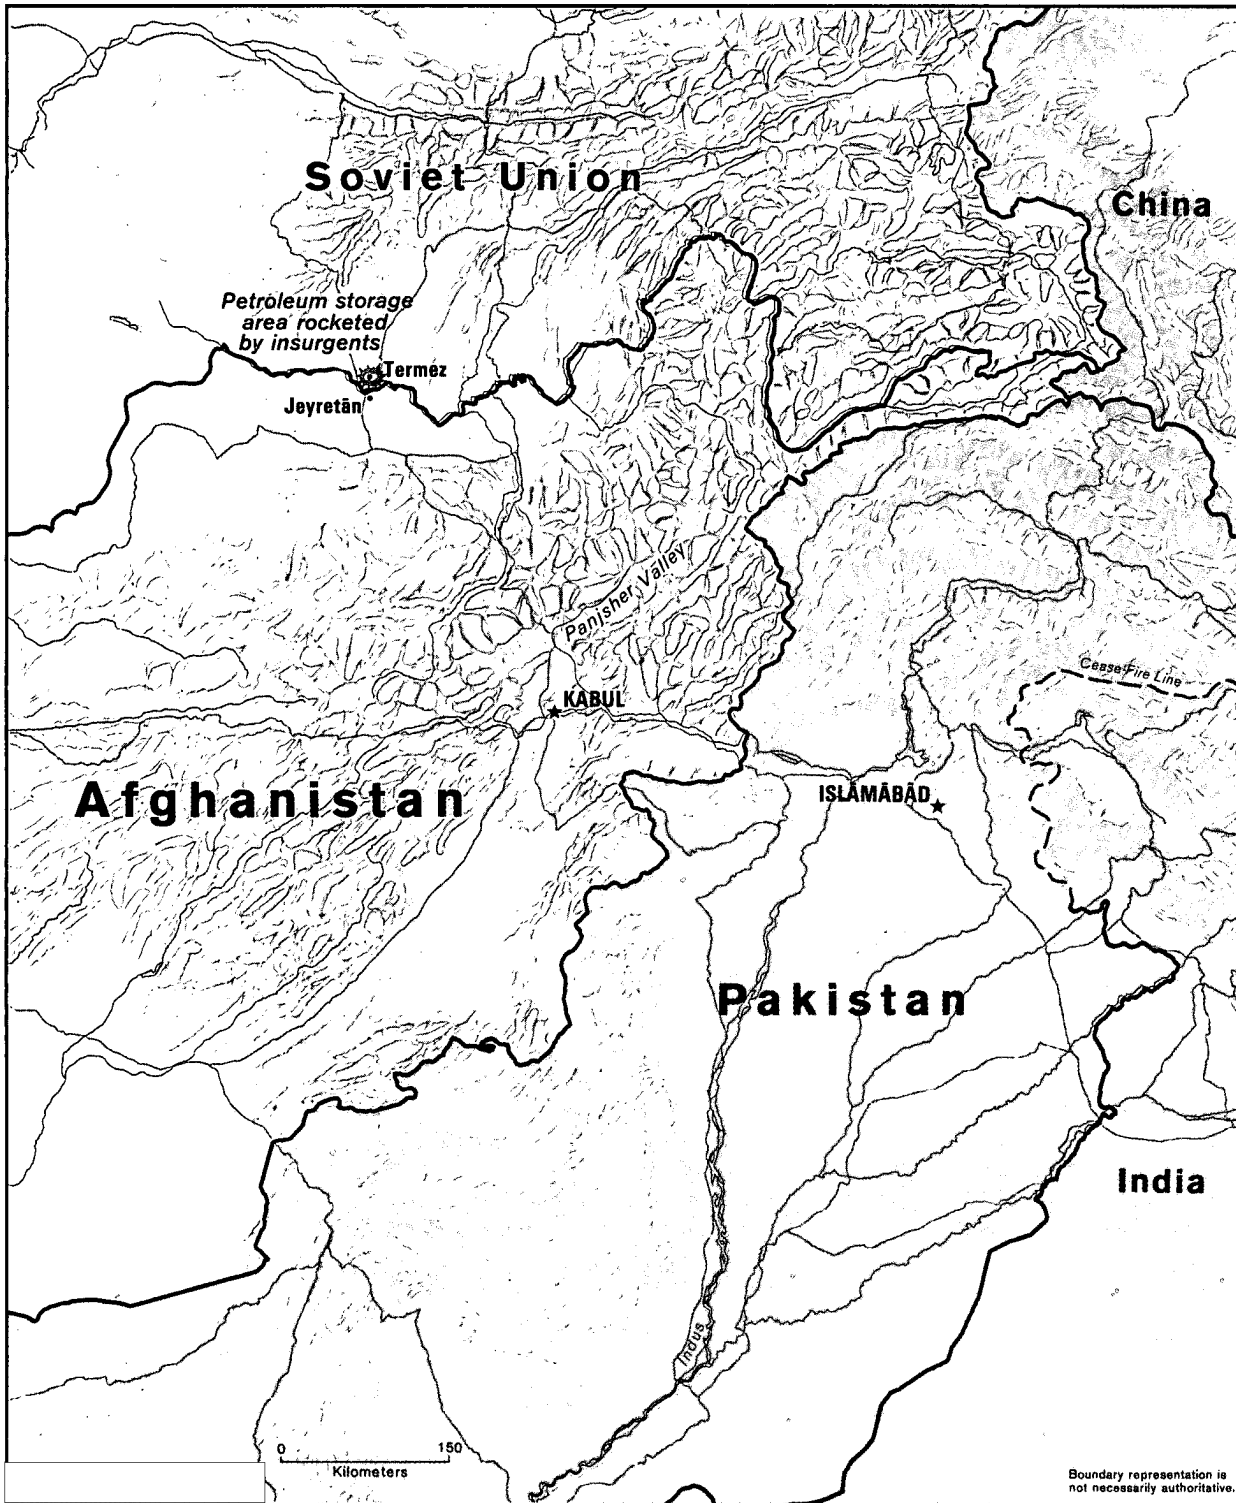 Soviet Union
China
Petroleum storage
area rocketed
by insurgents
Termez
Jeyretān
Panjsher Valley
Cease-Fire Line
KABUL
Afghanistan
ISLĀMĀBĀD
Pakistan
India
Indus
0 150
Kilometers
Boundary representation is
not necessarily authoritative.